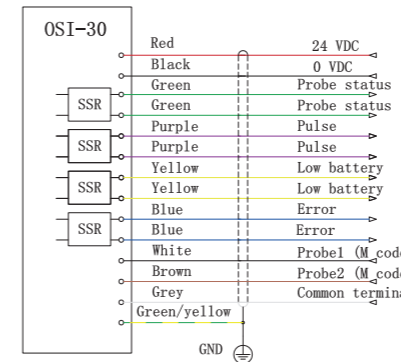 OSI-30
Red 24 VDC
Black 0 VDC
Green Probe status
SSR
Green Probe status
Purple Pulse
SSR
Purple Pulse
Yellow Low battery
SSR
Yellow Low battery
Blue Error
SSR
Blue Error
White Probe1 (M_code
Brown Probe2 (M_code
Grey Common termina
Green/yellow
GND